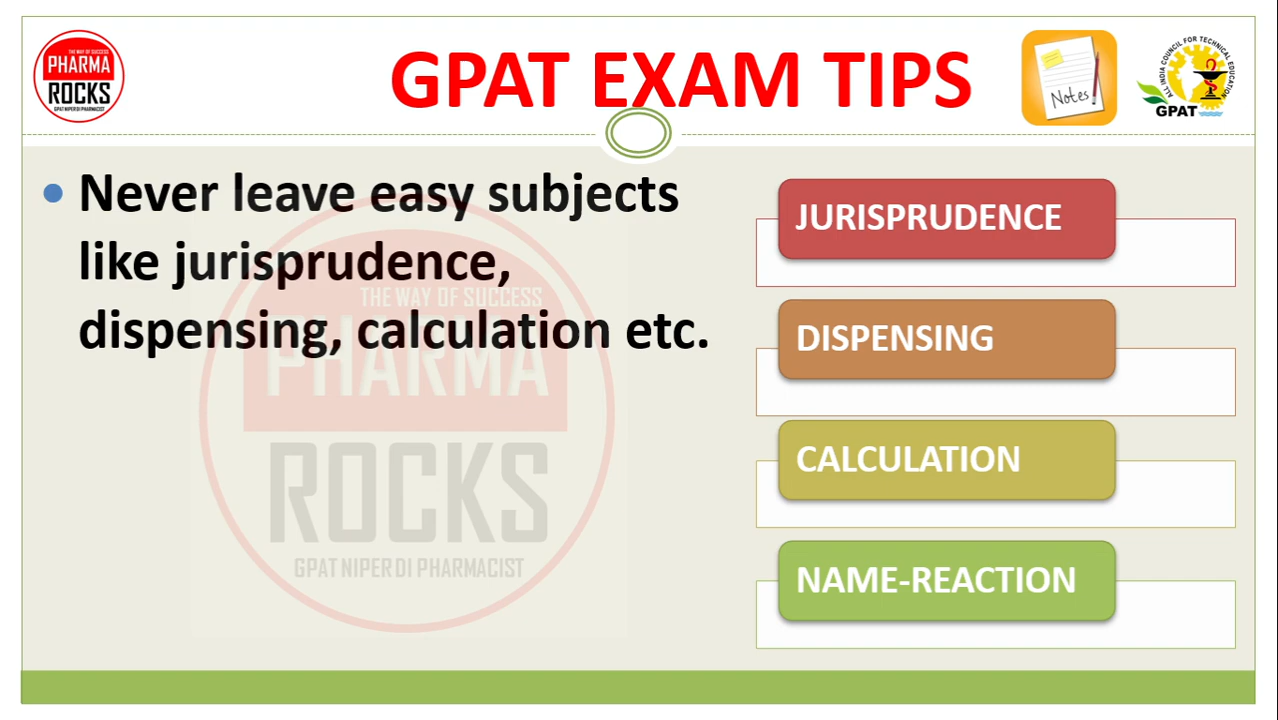 THE WAY OF SUCCESS
PHARMA
ROCKS
GPAT NIPER DI PHARMACIST
GPAT EXAM TIPS
Notes
ALL INDIA COUNCIL FOR TECHNICAL EDUCATION
GPAT
Never leave easy subjects
like jurisprudence,
dispensing, calculation etc.
THE WAY OF SUCCESS
PHARMA
ROCKS
GPAT NIPER DI PHARMACIST
JURISPRUDENCE
DISPENSING
CALCULATION
NAME-REACTION